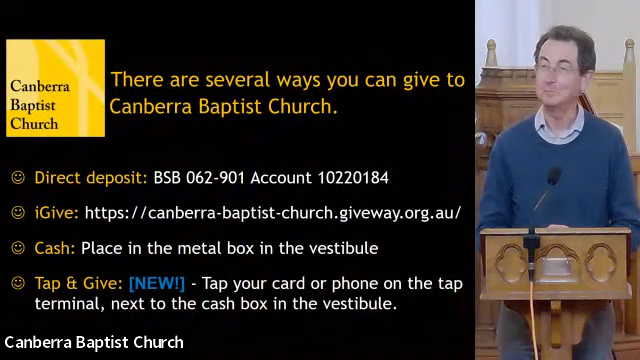 Canberra
Baptist
Church
There are several ways you can give to
Canberra Baptist Church.
☺ Direct deposit: BSB 062-901 Account 10220184
☺ iGive: https://canberra-baptist-church.giveway.org.au/
☺ Cash: Place in the metal box in the vestibule
☺ Tap & Give: [NEW!] - Tap your card or phone on the tap
terminal, next to the cash box in the vestibule.
Canberra Baptist Church